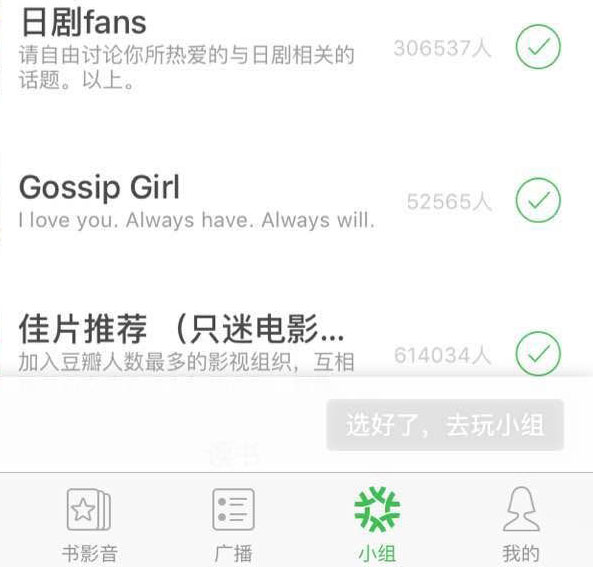 日剧fans
请自由讨论你所热爱的与日剧相关的
话题。以上。
306537人
Gossip Girl
I love you. Always have. Always will.
52565人
佳片推荐 （只迷电影...
加入豆瓣人数最多的影视组织，互相
614034人
选好了，去玩小组
读书
书影音
广播
小组
我的